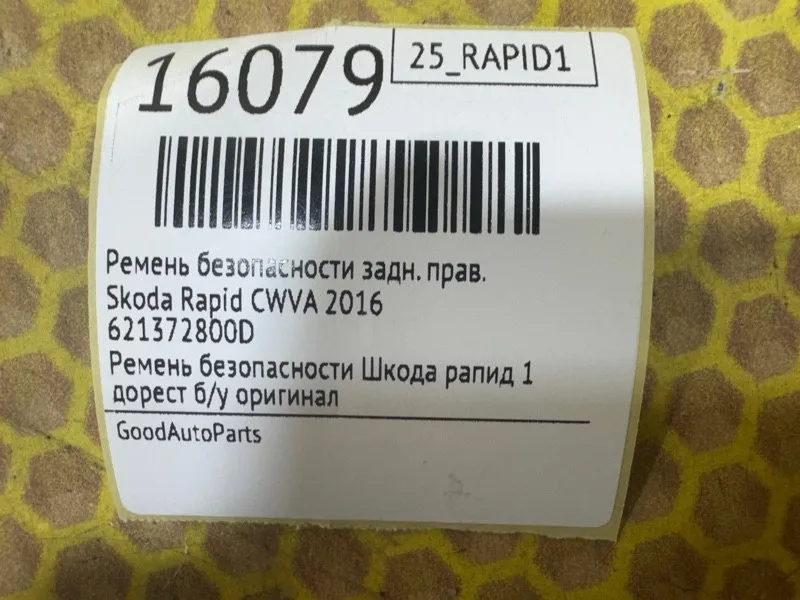 16079
25_RAPID1
Ремень безопасности задн. прав.
Skoda Rapid CWVA 2016
621372800D
Ремень безопасности Шкода рапид 1
дорест б/у оригинал
GoodAutoParts